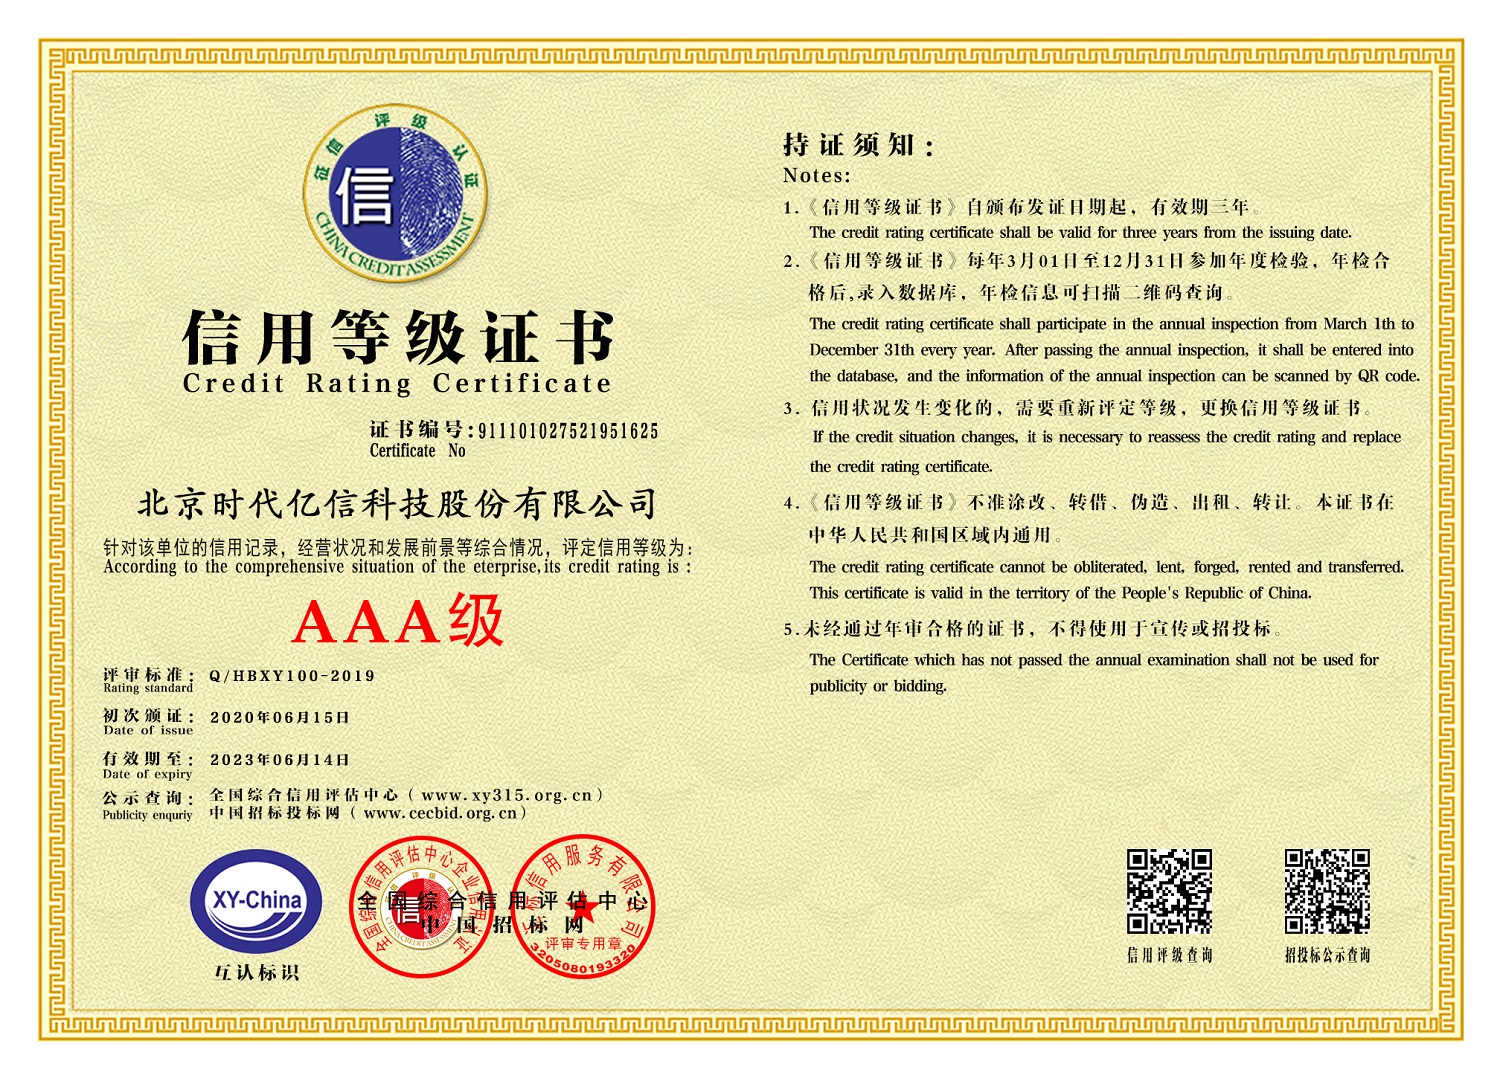 征信 评级 认证
信
CHINA CREDIT ASSESSMENT
信用等级证书
Credit Rating Certificate
证书编号:911101027521951625
Certificate No
北京时代亿信科技股份有限公司
针对该单位的信用记录，经营状况和发展前景等综合情况，评定信用等级为：
According to the comprehensive situation of the eterprise,its credit rating is :
AAA级
评审标准： Q/HBXY100-2019
Rating standard
初次颁证： 2020年06月15日
Date of issue
有效期至： 2023年06月14日
Date of expiry
公示查询： 全国综合信用评估中心（www.xy315.org.cn）
Publicity enquriy 中国招标投标网（www.cecbid.org.cn）
XY-China
互认标识
全国综合信用评估中心企业信用认证
全国综合信用评估中心
中国招标网
信用服务有限公司
评审专用章
3205080193320
持证须知：
Notes:
1.《信用等级证书》自颁布发证日期起，有效期三年。
The credit rating certificate shall be valid for three years from the issuing date.
2.《信用等级证书》每年3月01日至12月31日参加年度检验，年检合
格后,录入数据库，年检信息可扫描二维码查询。
The credit rating certificate shall participate in the annual inspection from March 1th to
December 31th every year. After passing the annual inspection, it shall be entered into
the database, and the information of the annual inspection can be scanned by QR code.
3. 信用状况发生变化的，需要重新评定等级，更换信用等级证书。
If the credit situation changes, it is necessary to reassess the credit rating and replace
the credit rating certificate.
4.《信用等级证书》不准涂改、转借、伪造、出租、转让。本证书在
中华人民共和国区域内通用。
The credit rating certificate cannot be obliterated, lent, forged, rented and transferred.
This certificate is valid in the territory of the People's Republic of China.
5.未经通过年审合格的证书，不得使用于宣传或招投标。
The Certificate which has not passed the annual examination shall not be used for
publicity or bidding.
信用评级查询
招投标公示查询